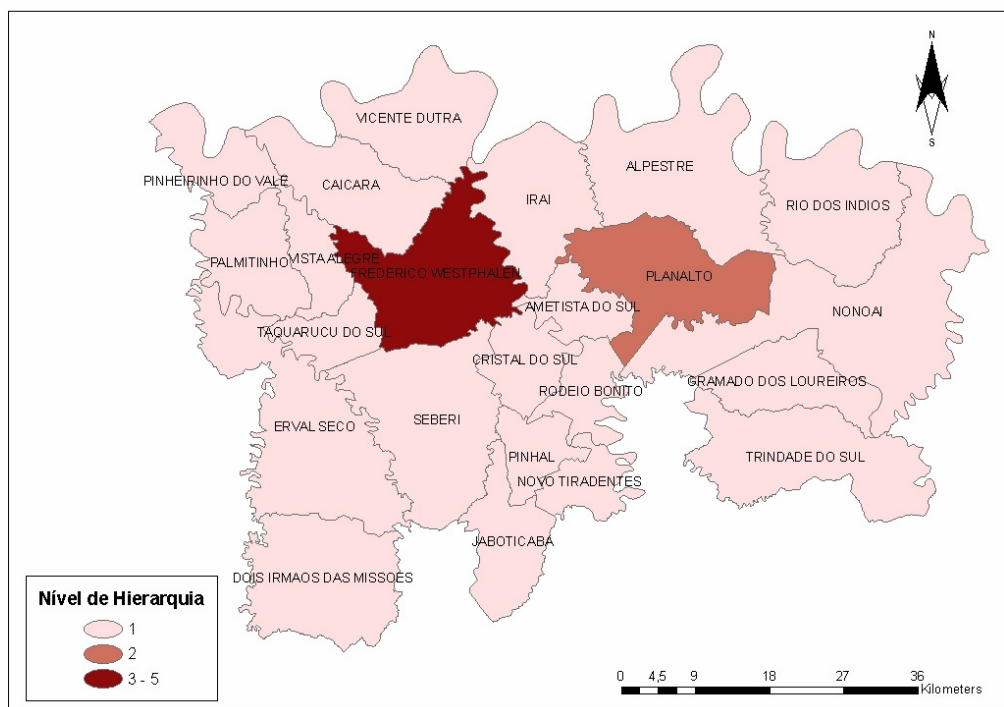 N
S
VICENTE DUTRA
ALPESTRE
PINHEIRINHO DO VALE
CAICARA
IRAI
RIO DOS INDIOS
PALMITINHO
VISTA ALEGRE
FREDERICO WESTPHALEN
PLANALTO
AMETISTA DO SUL
NONOAI
TAQUARUCU DO SUL
CRISTAL DO SUL
GRAMADO DOS LOUREIROS
RODEIO BONITO
ERVAL SECO
SEBERI
PINHAL
TRINDADE DO SUL
NOVO TIRADENTES
JABOTICABA
DOIS IRMAOS DAS MISSOES
Nível de Hierarquia
1
2
3 - 5
0 4,5 9 18 27 36
Kilometers